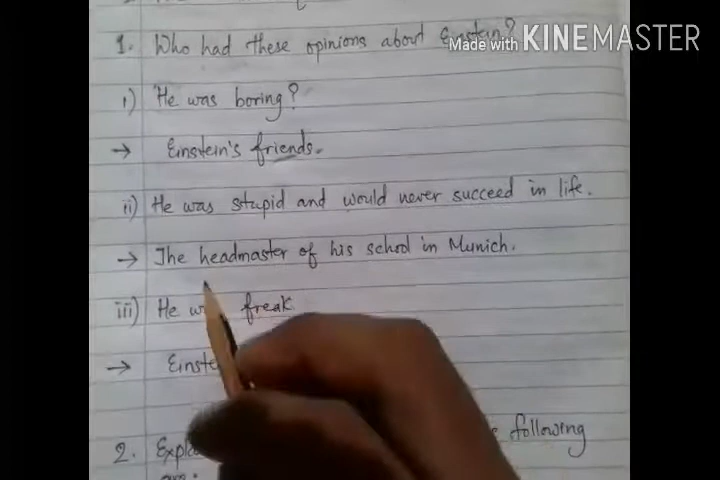 1. Who had these opinions about Einstein?
Made with KINEMASTER
i) He was boring?
→ Einstein's friends.
ii) He was stupid and would never succeed in life.
→ The headmaster of his school in Munich.
iii) He freak
→
2. following